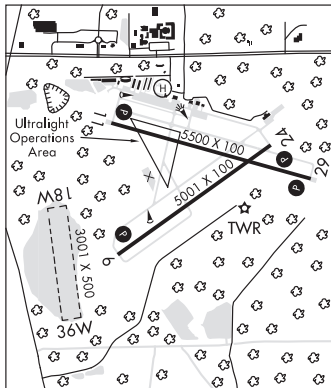 H
Ultralight
Operations
Area
P
11
5500 X 100
24
P
29
P
5001 X 100
18W
3001 X 500
36W
P
6
TWR